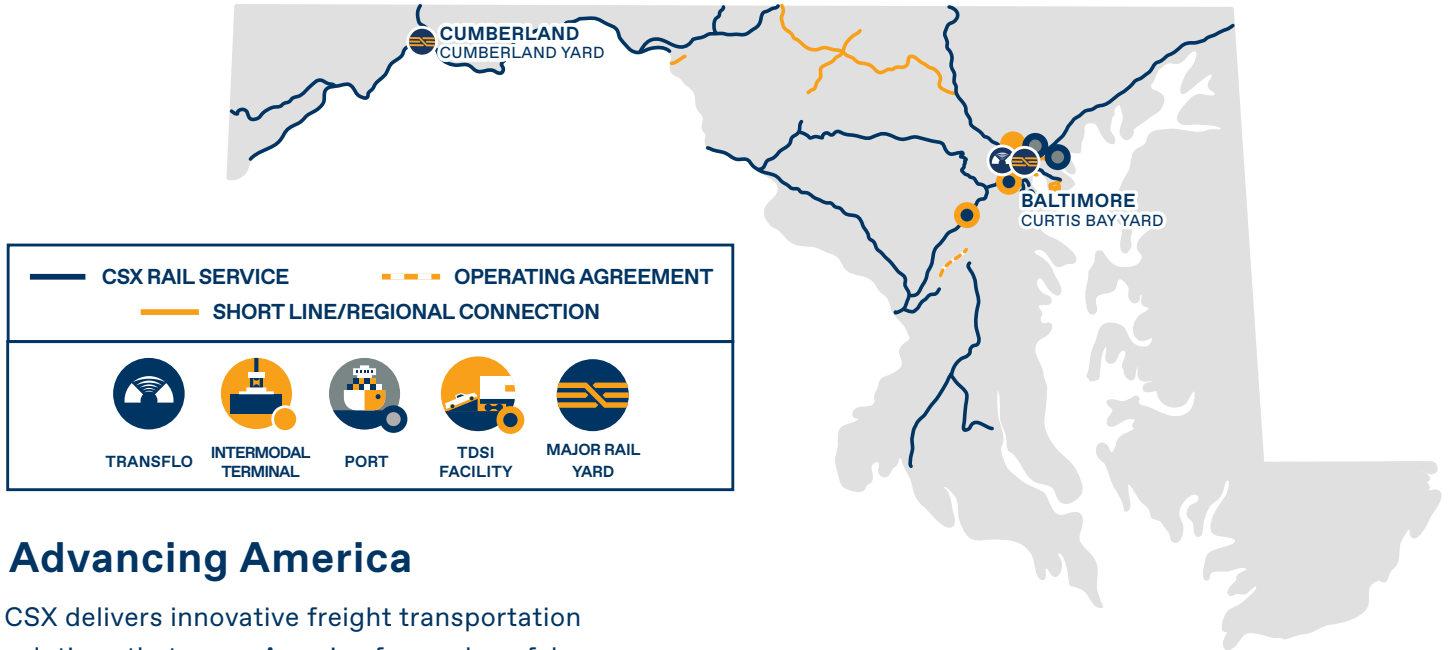 CUMBERLAND
CUMBERLAND YARD
BALTIMORE
CURTIS BAY YARD
CSX RAIL SERVICE
OPERATING AGREEMENT
SHORT LINE/REGIONAL CONNECTION
TRANSFLO
INTERMODAL
TERMINAL
PORT
TDSI
FACILITY
MAJOR RAIL
YARD
Advancing America
CSX delivers innovative freight transportation